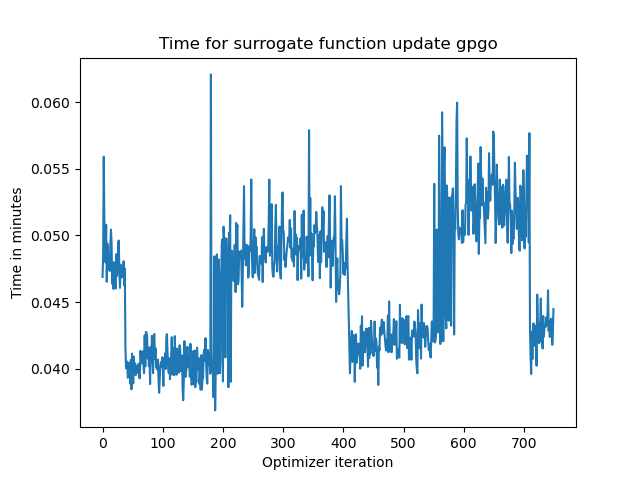 Time for surrogate function update gpgo
0.060
0.055
0.050
0.045
0.040
Time in minutes
0 100 200 300 400 500 600 700
Optimizer iteration